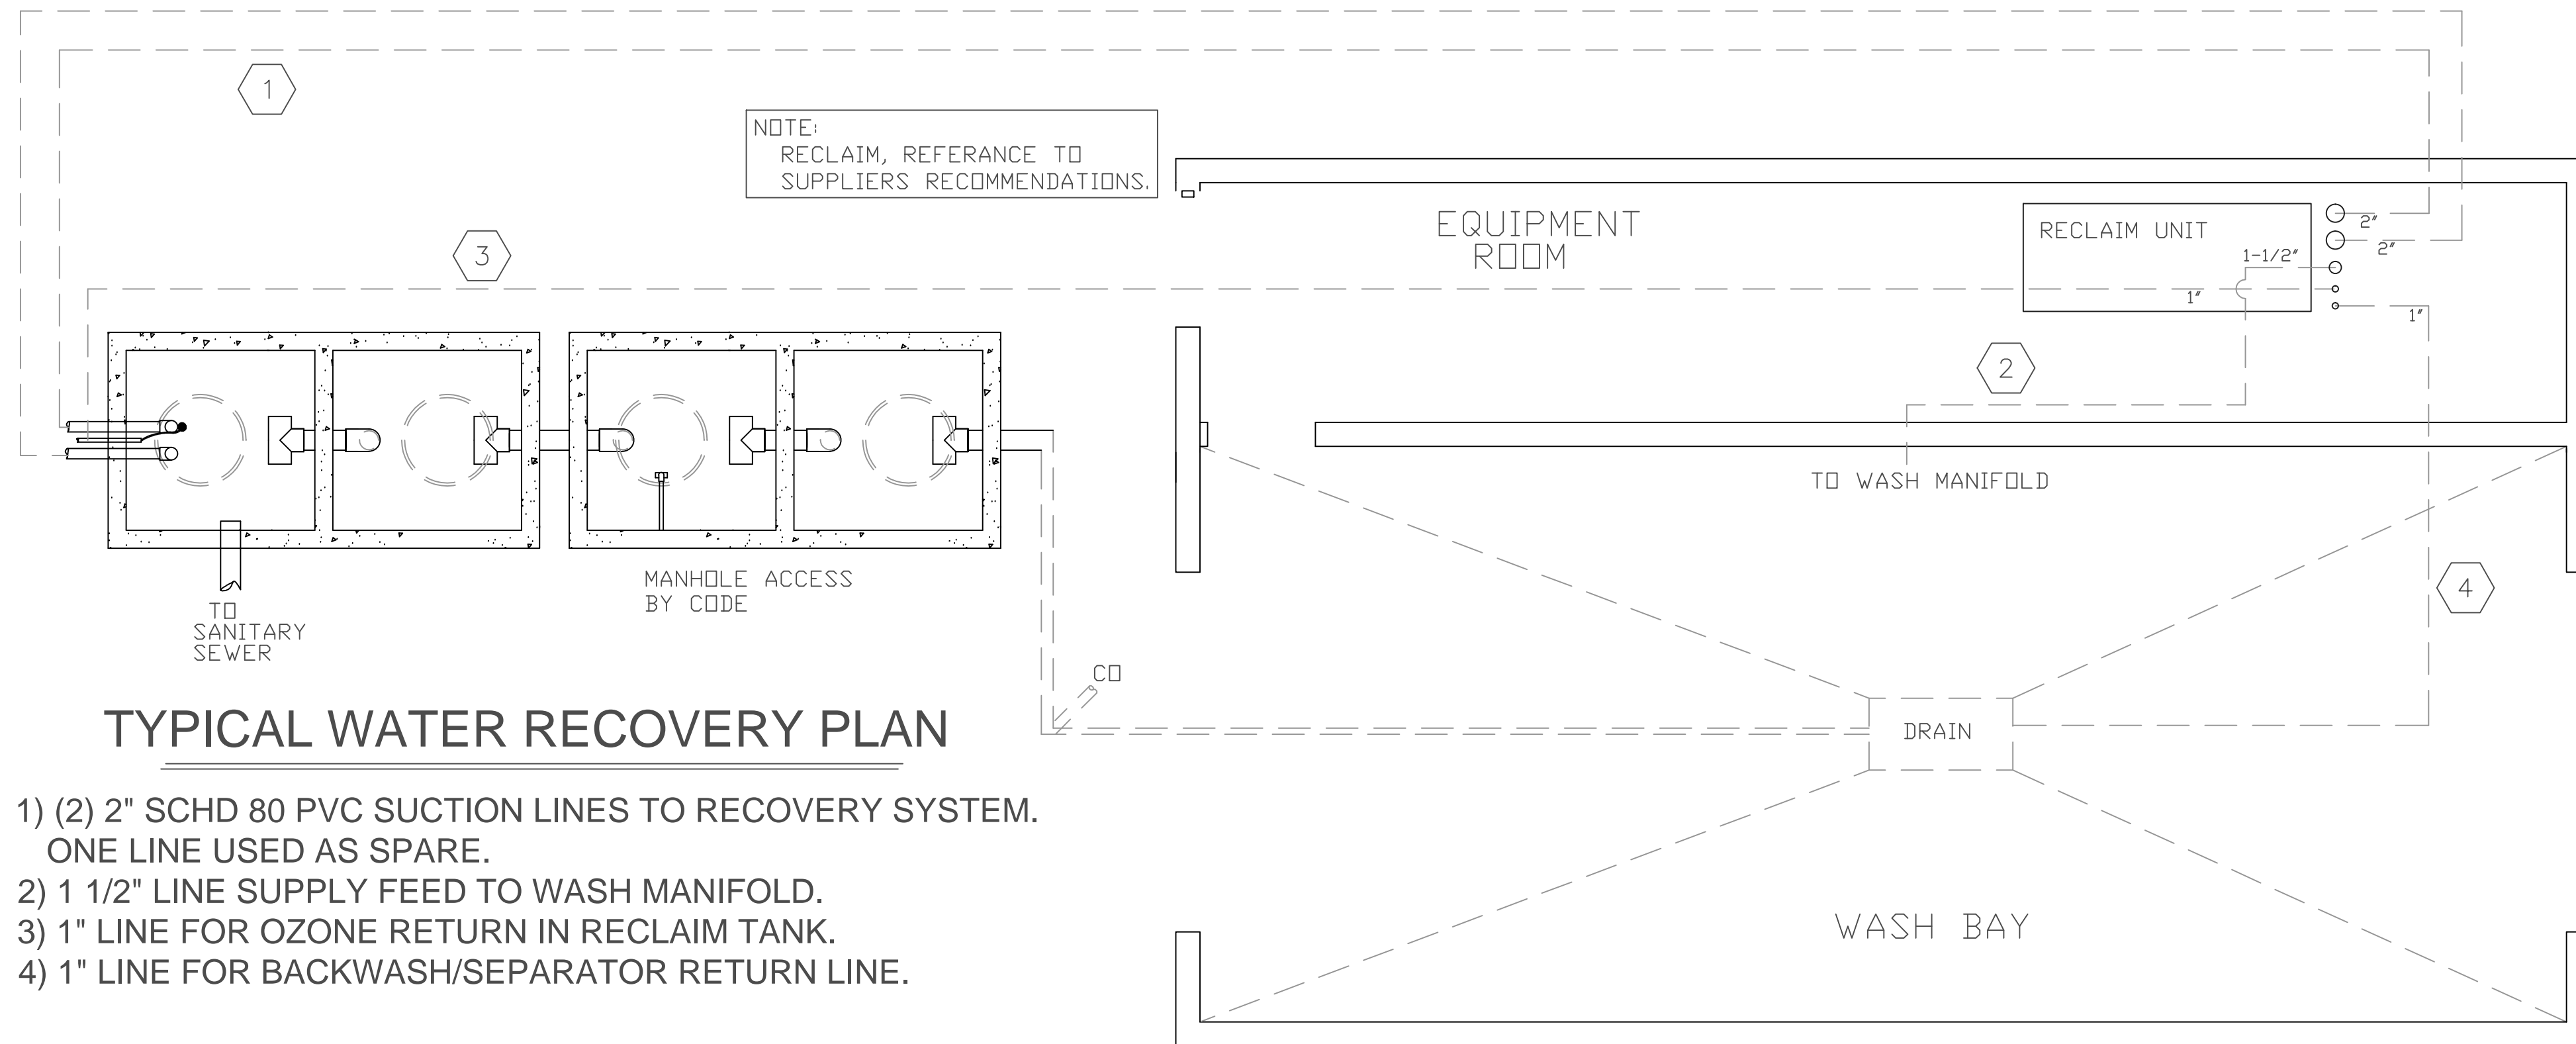 1
NOTE:
RECLAIM, REFERANCE TO
SUPPLIERS RECOMMENDATIONS.
EQUIPMENT
ROOM
RECLAIM UNIT
2"
2"
1-1/2"
1"
1"
3
2
TO WASH MANIFOLD
MANHOLE ACCESS
BY CODE
TO
SANITARY
SEWER
4
CO
DRAIN
WASH BAY
TYPICAL WATER RECOVERY PLAN
1) (2) 2" SCHD 80 PVC SUCTION LINES TO RECOVERY SYSTEM.
ONE LINE USED AS SPARE.
2) 1 1/2" LINE SUPPLY FEED TO WASH MANIFOLD.
3) 1" LINE FOR OZONE RETURN IN RECLAIM TANK.
4) 1" LINE FOR BACKWASH/SEPARATOR RETURN LINE.